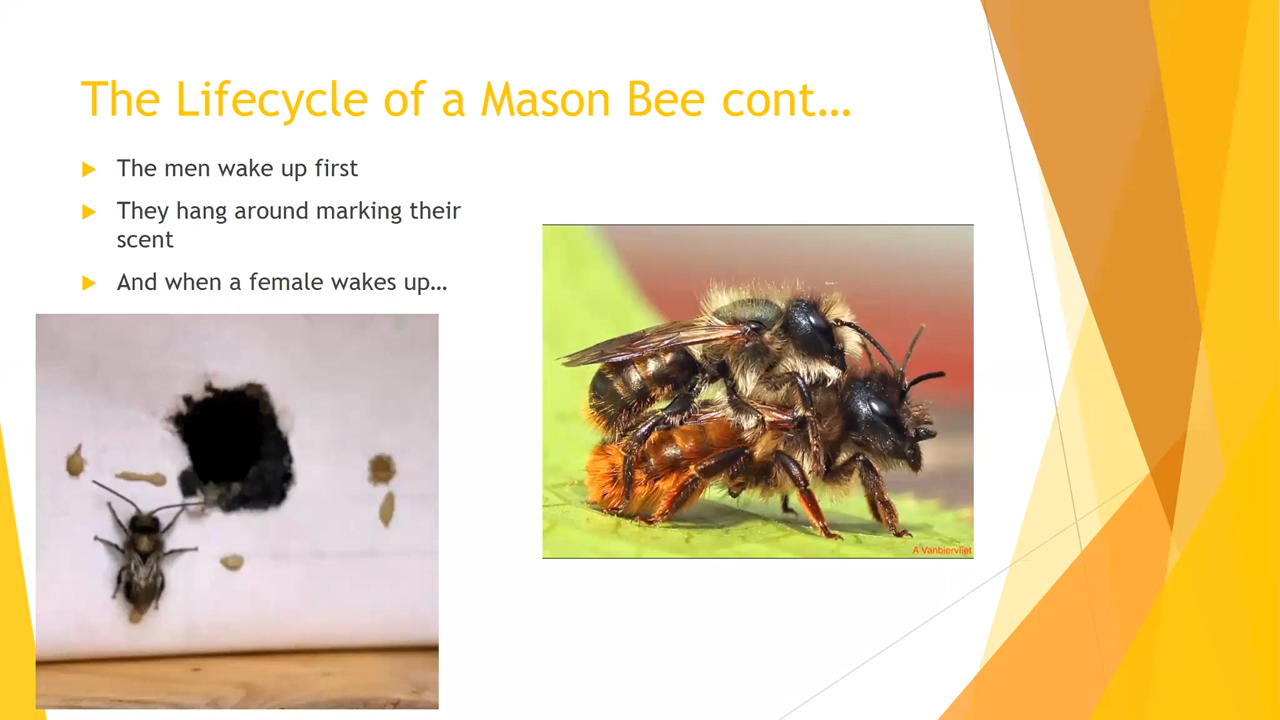 The Lifecycle of a Mason Bee cont…
The men wake up first
They hang around marking their
scent
And when a female wakes up…
A Vanbiervliet